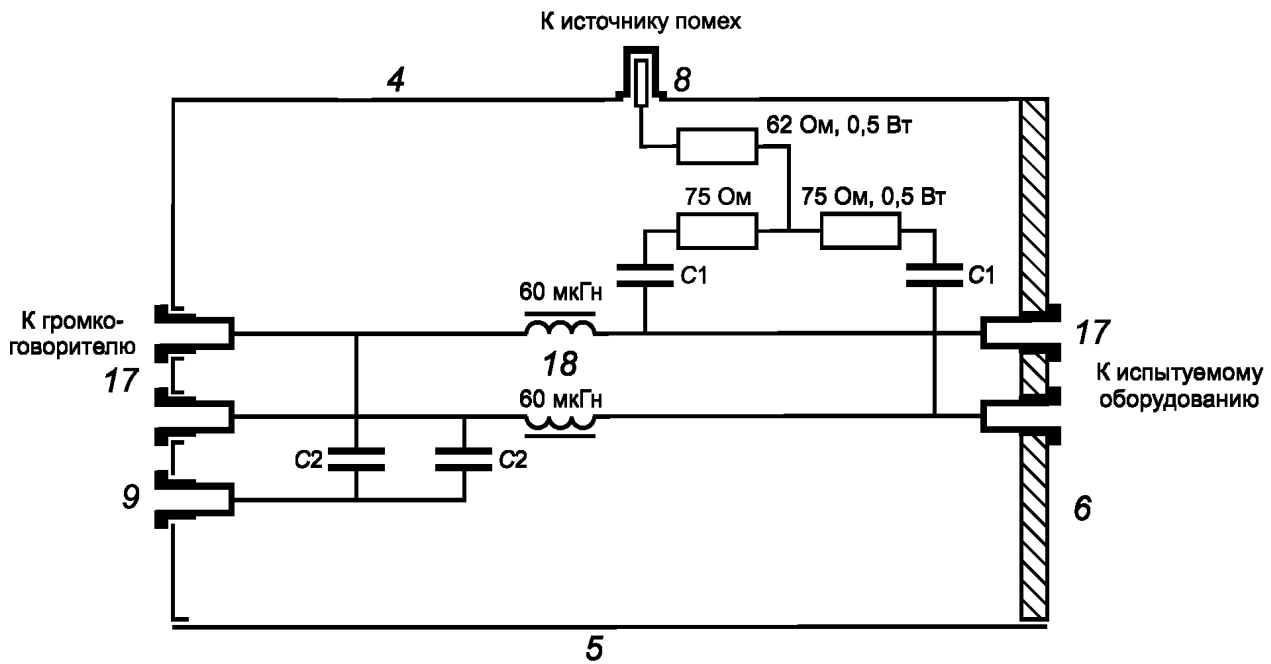 К источнику помех
4
8
62 Ом, 0,5 Вт
75 Ом
75 Ом, 0,5 Вт
C1
C1
60 мкГн
К громко-
говорителю
17
18
17
60 мкГн
К испытуемому
оборудованию
C2
C2
9
6
5